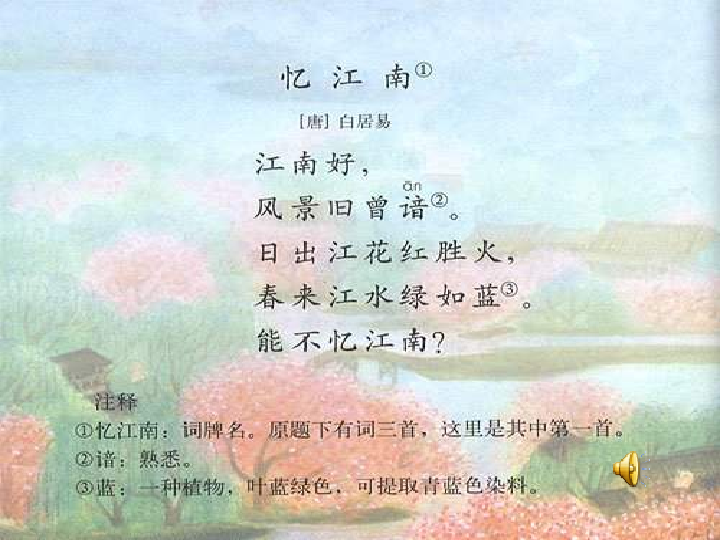 忆江南①
[唐] 白居易
江南好，
ān
风景旧曾谙②。
日出江花红胜火，
春来江水绿如蓝③。
能不忆江南？
注释
①忆江南：词牌名。原题下有词三首，这里是其中第一首。
②谙：熟悉。
③蓝：一种植物，叶蓝绿色，可提取青蓝色染料。